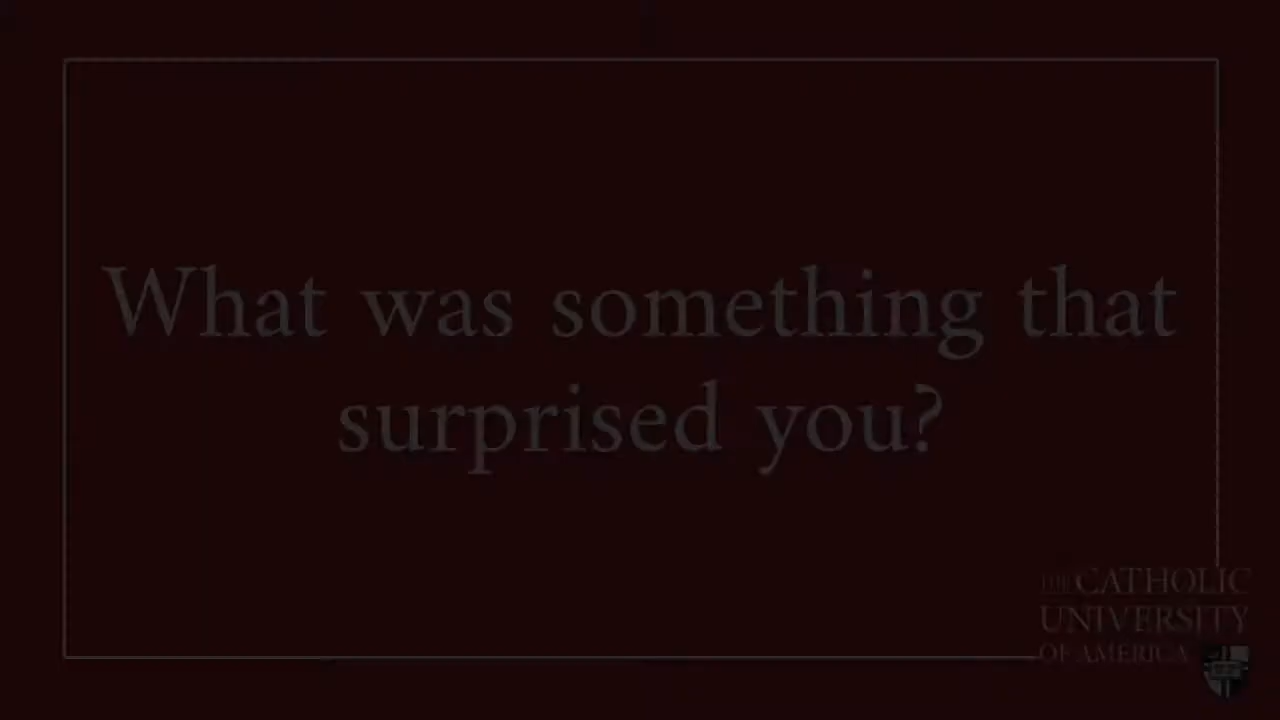 What was something that
surprised you?
THE CATHOLIC
UNIVERSITY
OF AMERICA